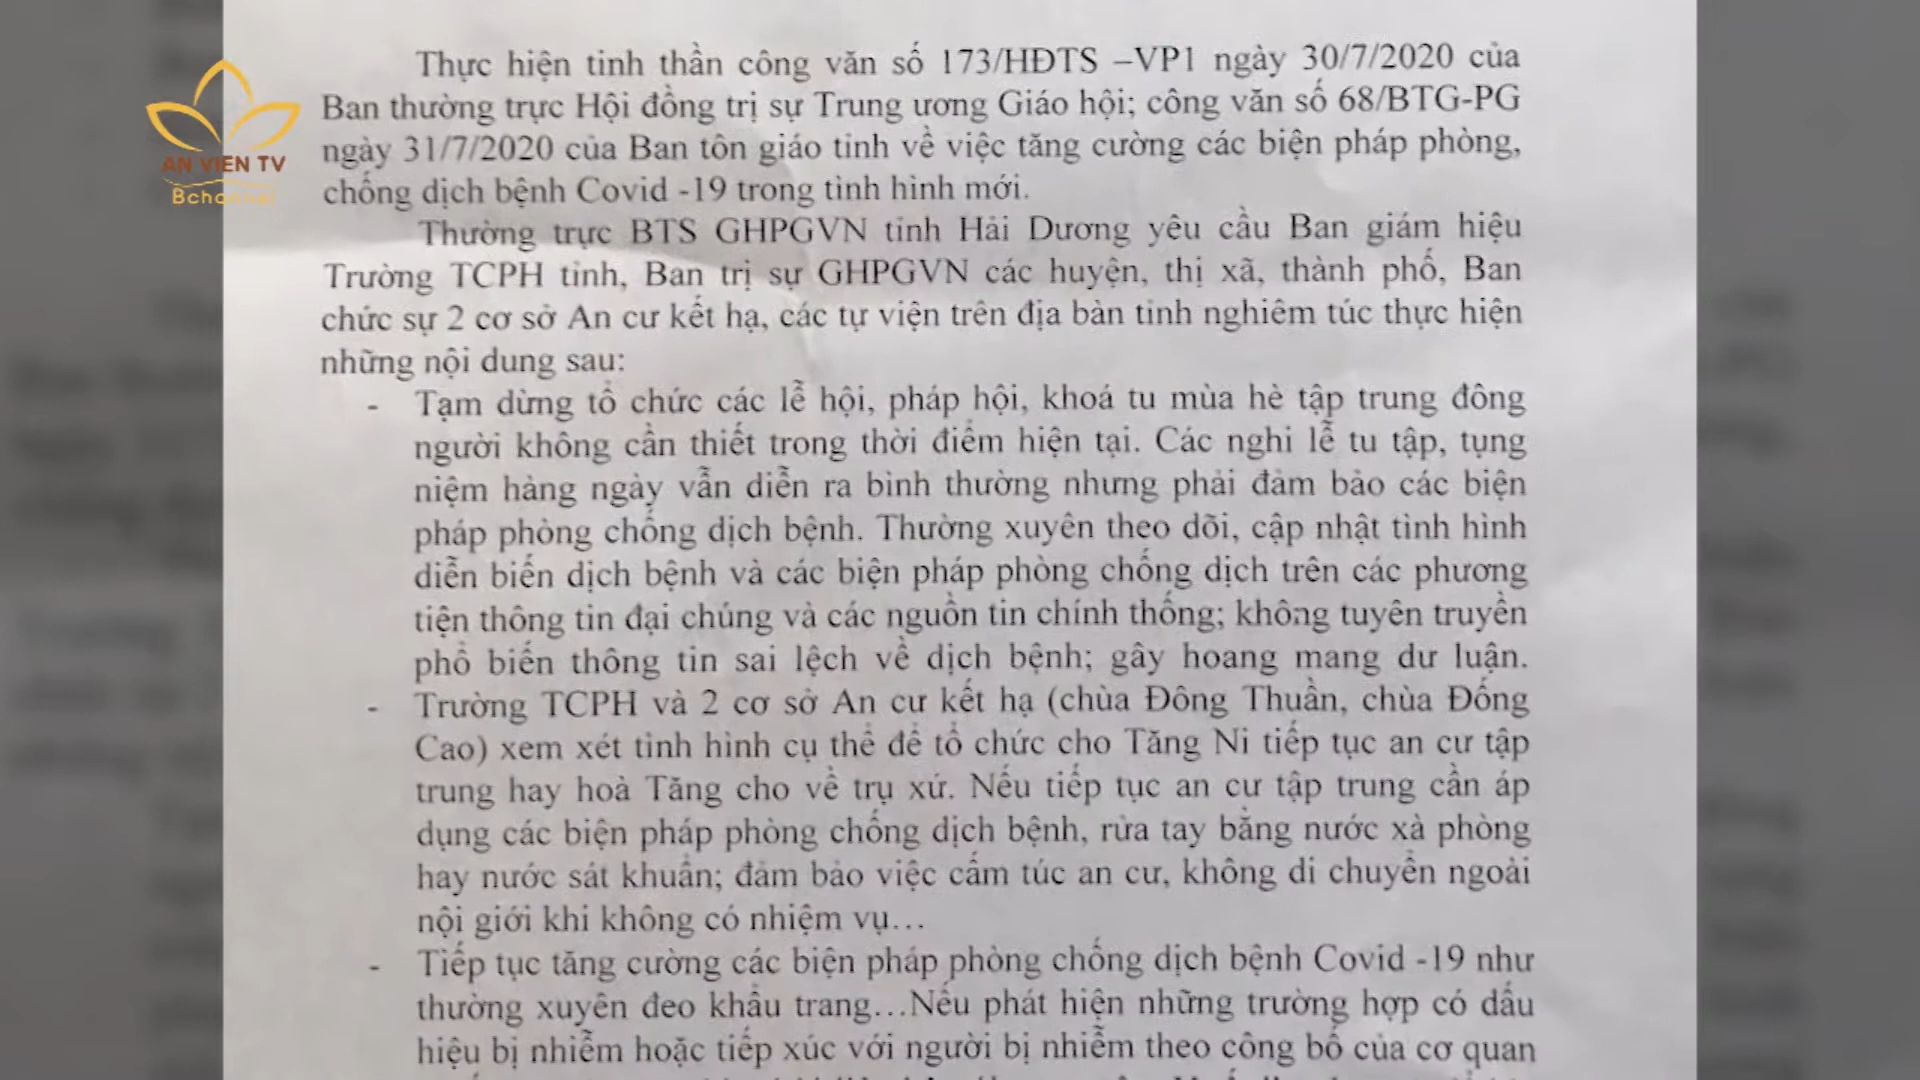 Thực hiện tinh thần công văn số 173/HĐTS –VP1 ngày 30/7/2020 của
Ban thường trực Hội đồng trị sự Trung ương Giáo hội; công văn số 68/BTG-PG
ngày 31/7/2020 của Ban tôn giáo tỉnh về việc tăng cường các biện pháp phòng,
chống dịch bệnh Covid -19 trong tình hình mới.
AN VIEN TV
Bchannel
Thường trực BTS GHPGVN tỉnh Hải Dương yêu cầu Ban giám hiệu
Trường TCPH tỉnh, Ban trị sự GHPGVN các huyện, thị xã, thành phố, Ban
chức sự 2 cơ sở An cư kết hạ, các tự viện trên địa bàn tỉnh nghiêm túc thực hiện
những nội dung sau:
- Tạm dừng tổ chức các lễ hội, pháp hội, khoá tu mùa hè tập trung đông
người không cần thiết trong thời điểm hiện tại. Các nghi lễ tu tập, tụng
niệm hàng ngày vẫn diễn ra bình thường nhưng phải đảm bảo các biện
pháp phòng chống dịch bệnh. Thường xuyên theo dõi, cập nhật tình hình
diễn biến dịch bệnh và các biện pháp phòng chống dịch trên các phương
tiện thông tin đại chúng và các nguồn tin chính thống; không tuyên truyền
phổ biến thông tin sai lệch về dịch bệnh; gây hoang mang dư luận.
- Trường TCPH và 2 cơ sở An cư kết hạ (chùa Đông Thuần, chùa Đống
Cao) xem xét tình hình cụ thể để tổ chức cho Tăng Ni tiếp tục an cư tập
trung hay hoà Tăng cho về trụ xứ. Nếu tiếp tục an cư tập trung cần áp
dụng các biện pháp phòng chống dịch bệnh, rửa tay bằng nước xà phòng
hay nước sát khuẩn; đảm bảo việc cấm túc an cư, không di chuyển ngoài
nội giới khi không có nhiệm vụ…
- Tiếp tục tăng cường các biện pháp phòng chống dịch bệnh Covid -19 như
thường xuyên đeo khẩu trang…Nếu phát hiện những trường hợp có dấu
hiệu bị nhiễm hoặc tiếp xúc với người bị nhiễm theo công bố của cơ quan